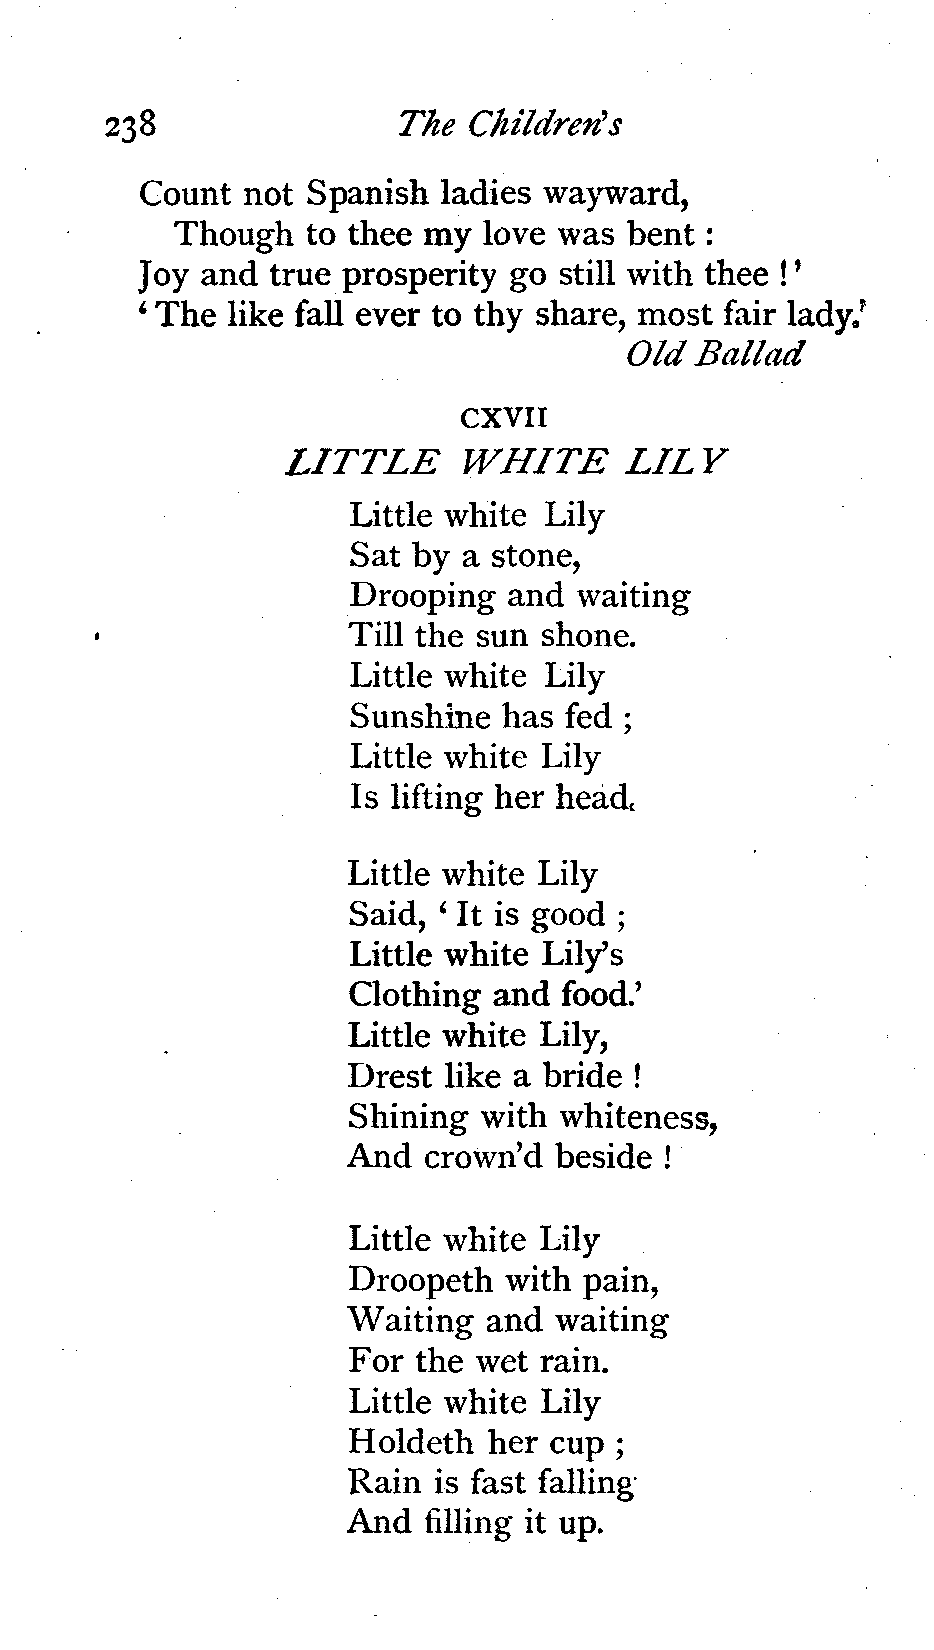 238 The Children's
Count not Spanish ladies wayward,
Though to thee my love was bent :
Joy and true prosperity go still with thee !'
'The like fall ever to thy share, most fair lady.'
Old Ballad
CXVII
LITTLE WHITE LILY
Little white Lily
Sat by a stone,
Drooping and waiting
Till the sun shone.
Little white Lily
Sunshine has fed ;
Little white Lily
Is lifting her head.
Little white Lily
Said, ' It is good ;
Little white Lily's
Clothing and food.'
Little white Lily,
Drest like a bride !
Shining with whiteness,
And crown'd beside !
Little white Lily
Droopeth with pain,
Waiting and waiting
For the wet rain.
Little white Lily
Holdeth her cup ;
Rain is fast falling
And filling it up.